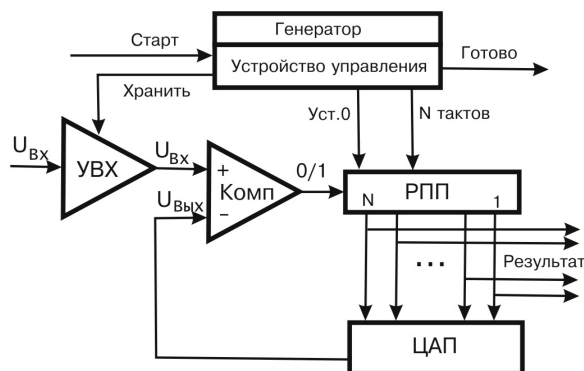 Генератор
Старт
Устройство управления
Готово
Хранить
Уст.0
N тактов
UВх
УВХ
UВх
+
Комп
–
UВых
0/1
РПП
N
1
...
Результат
ЦАП